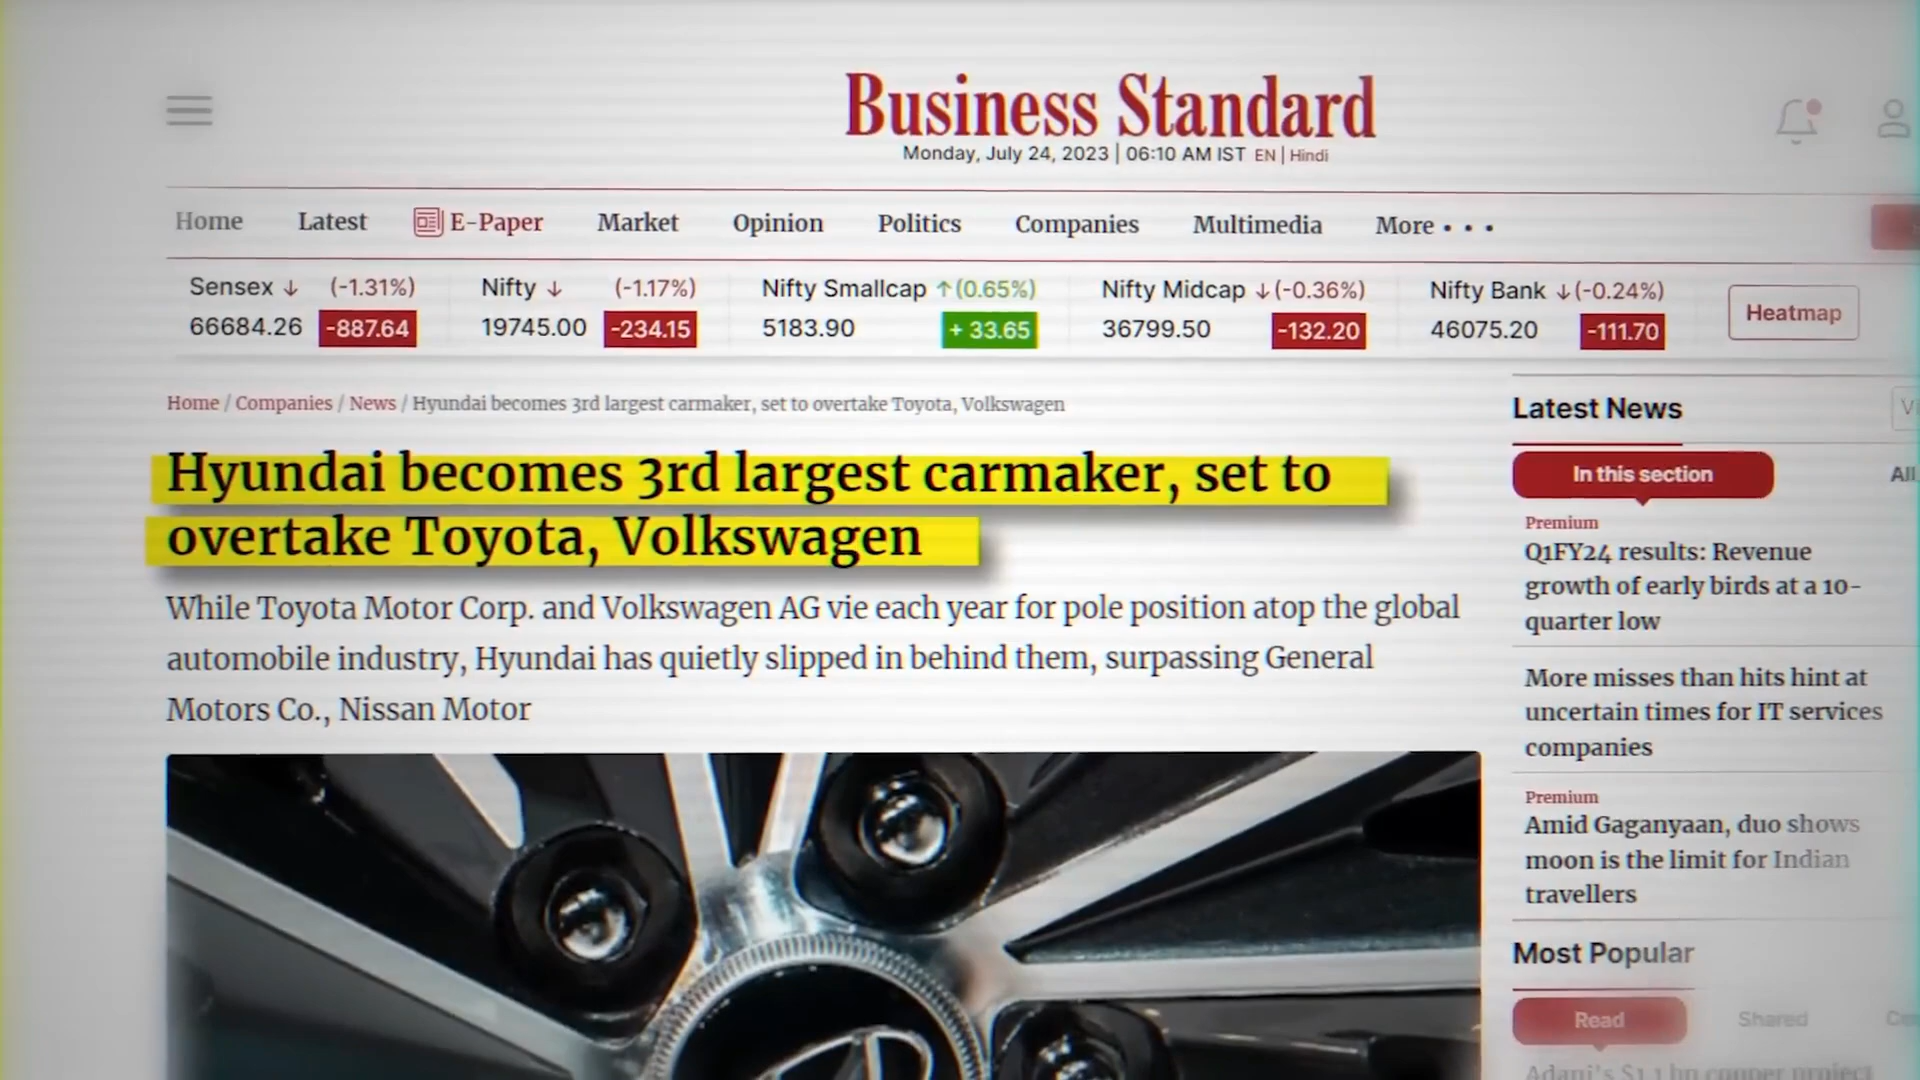 Business Standard
Monday, July 24, 2023 | 06:10 AM IST EN | Hindi
Home Latest E-Paper Market Opinion Politics Companies Multimedia More • • •
Sensex ↓ (-1.31%) Nifty ↓ (-1.17%) Nifty Smallcap ↑(0.65%) Nifty Midcap ↓(-0.36%) Nifty Bank ↓(-0.24%)
66684.26 -887.64 19745.00 -234.15 5183.90 + 33.65 36799.50 -132.20 46075.20 -111.70
Heatmap
Home / Companies / News / Hyundai becomes 3rd largest carmaker, set to overtake Toyota, Volkswagen
Hyundai becomes 3rd largest carmaker, set to
overtake Toyota, Volkswagen
While Toyota Motor Corp. and Volkswagen AG vie each year for pole position atop the global
automobile industry, Hyundai has quietly slipped in behind them, surpassing General
Motors Co., Nissan Motor
Latest News
In this section All
Premium
Q1FY24 results: Revenue
growth of early birds at a 10-
quarter low
More misses than hits hint at
uncertain times for IT services
companies
Premium
Amid Gaganyaan, duo shows
moon is the limit for Indian
travellers
Most Popular
Read Shared
Adani's $1.1 bn copper project